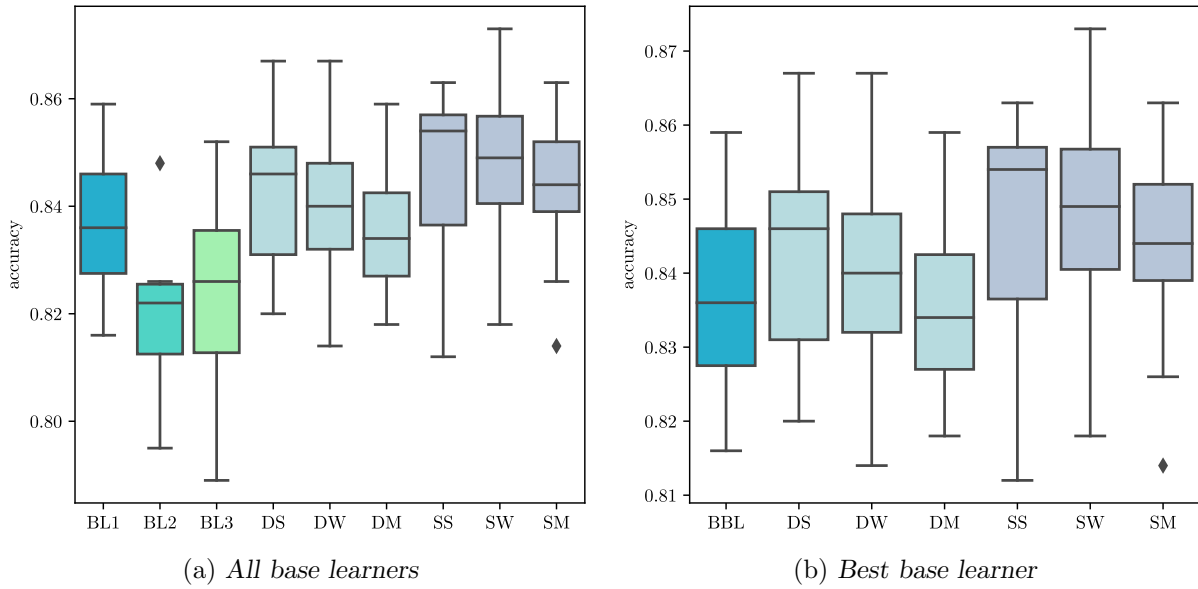 0.86
0.84
0.82
0.80
accuracy
BL1 BL2 BL3 DS DW DM SS SW SM
(a) All base learners
0.87
0.86
0.85
0.84
0.83
0.82
0.81
accuracy
BBL DS DW DM SS SW SM
(b) Best base learner